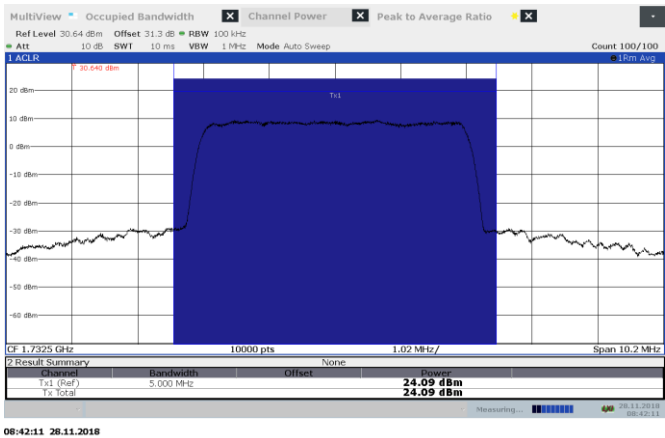 MultiView Occupied Bandwidth X Channel Power X Peak to Average Ratio X
Ref Level 30.64 dBm Offset 31.3 dB RBW 100 kHz
Att 10 dB SWT 10 ms VBW 1 MHz Mode Auto Sweep Count 100/100
1 ACLR 1Rm Avg
30.640 dBm
20 dBm
Tx1
10 dBm
0 dBm
-10 dBm
-20 dBm
-30 dBm
-40 dBm
-50 dBm
-60 dBm
CF 1.7325 GHz 10000 pts 1.02 MHz/ Span 10.2 MHz
2 Result Summary None
Channel Bandwidth Offset Power
Tx1 (Ref) 5.000 MHz 24.09 dBm
Tx Total 24.09 dBm
Measuring... 28.11.2018
08:42:11
08:42:11 28.11.2018